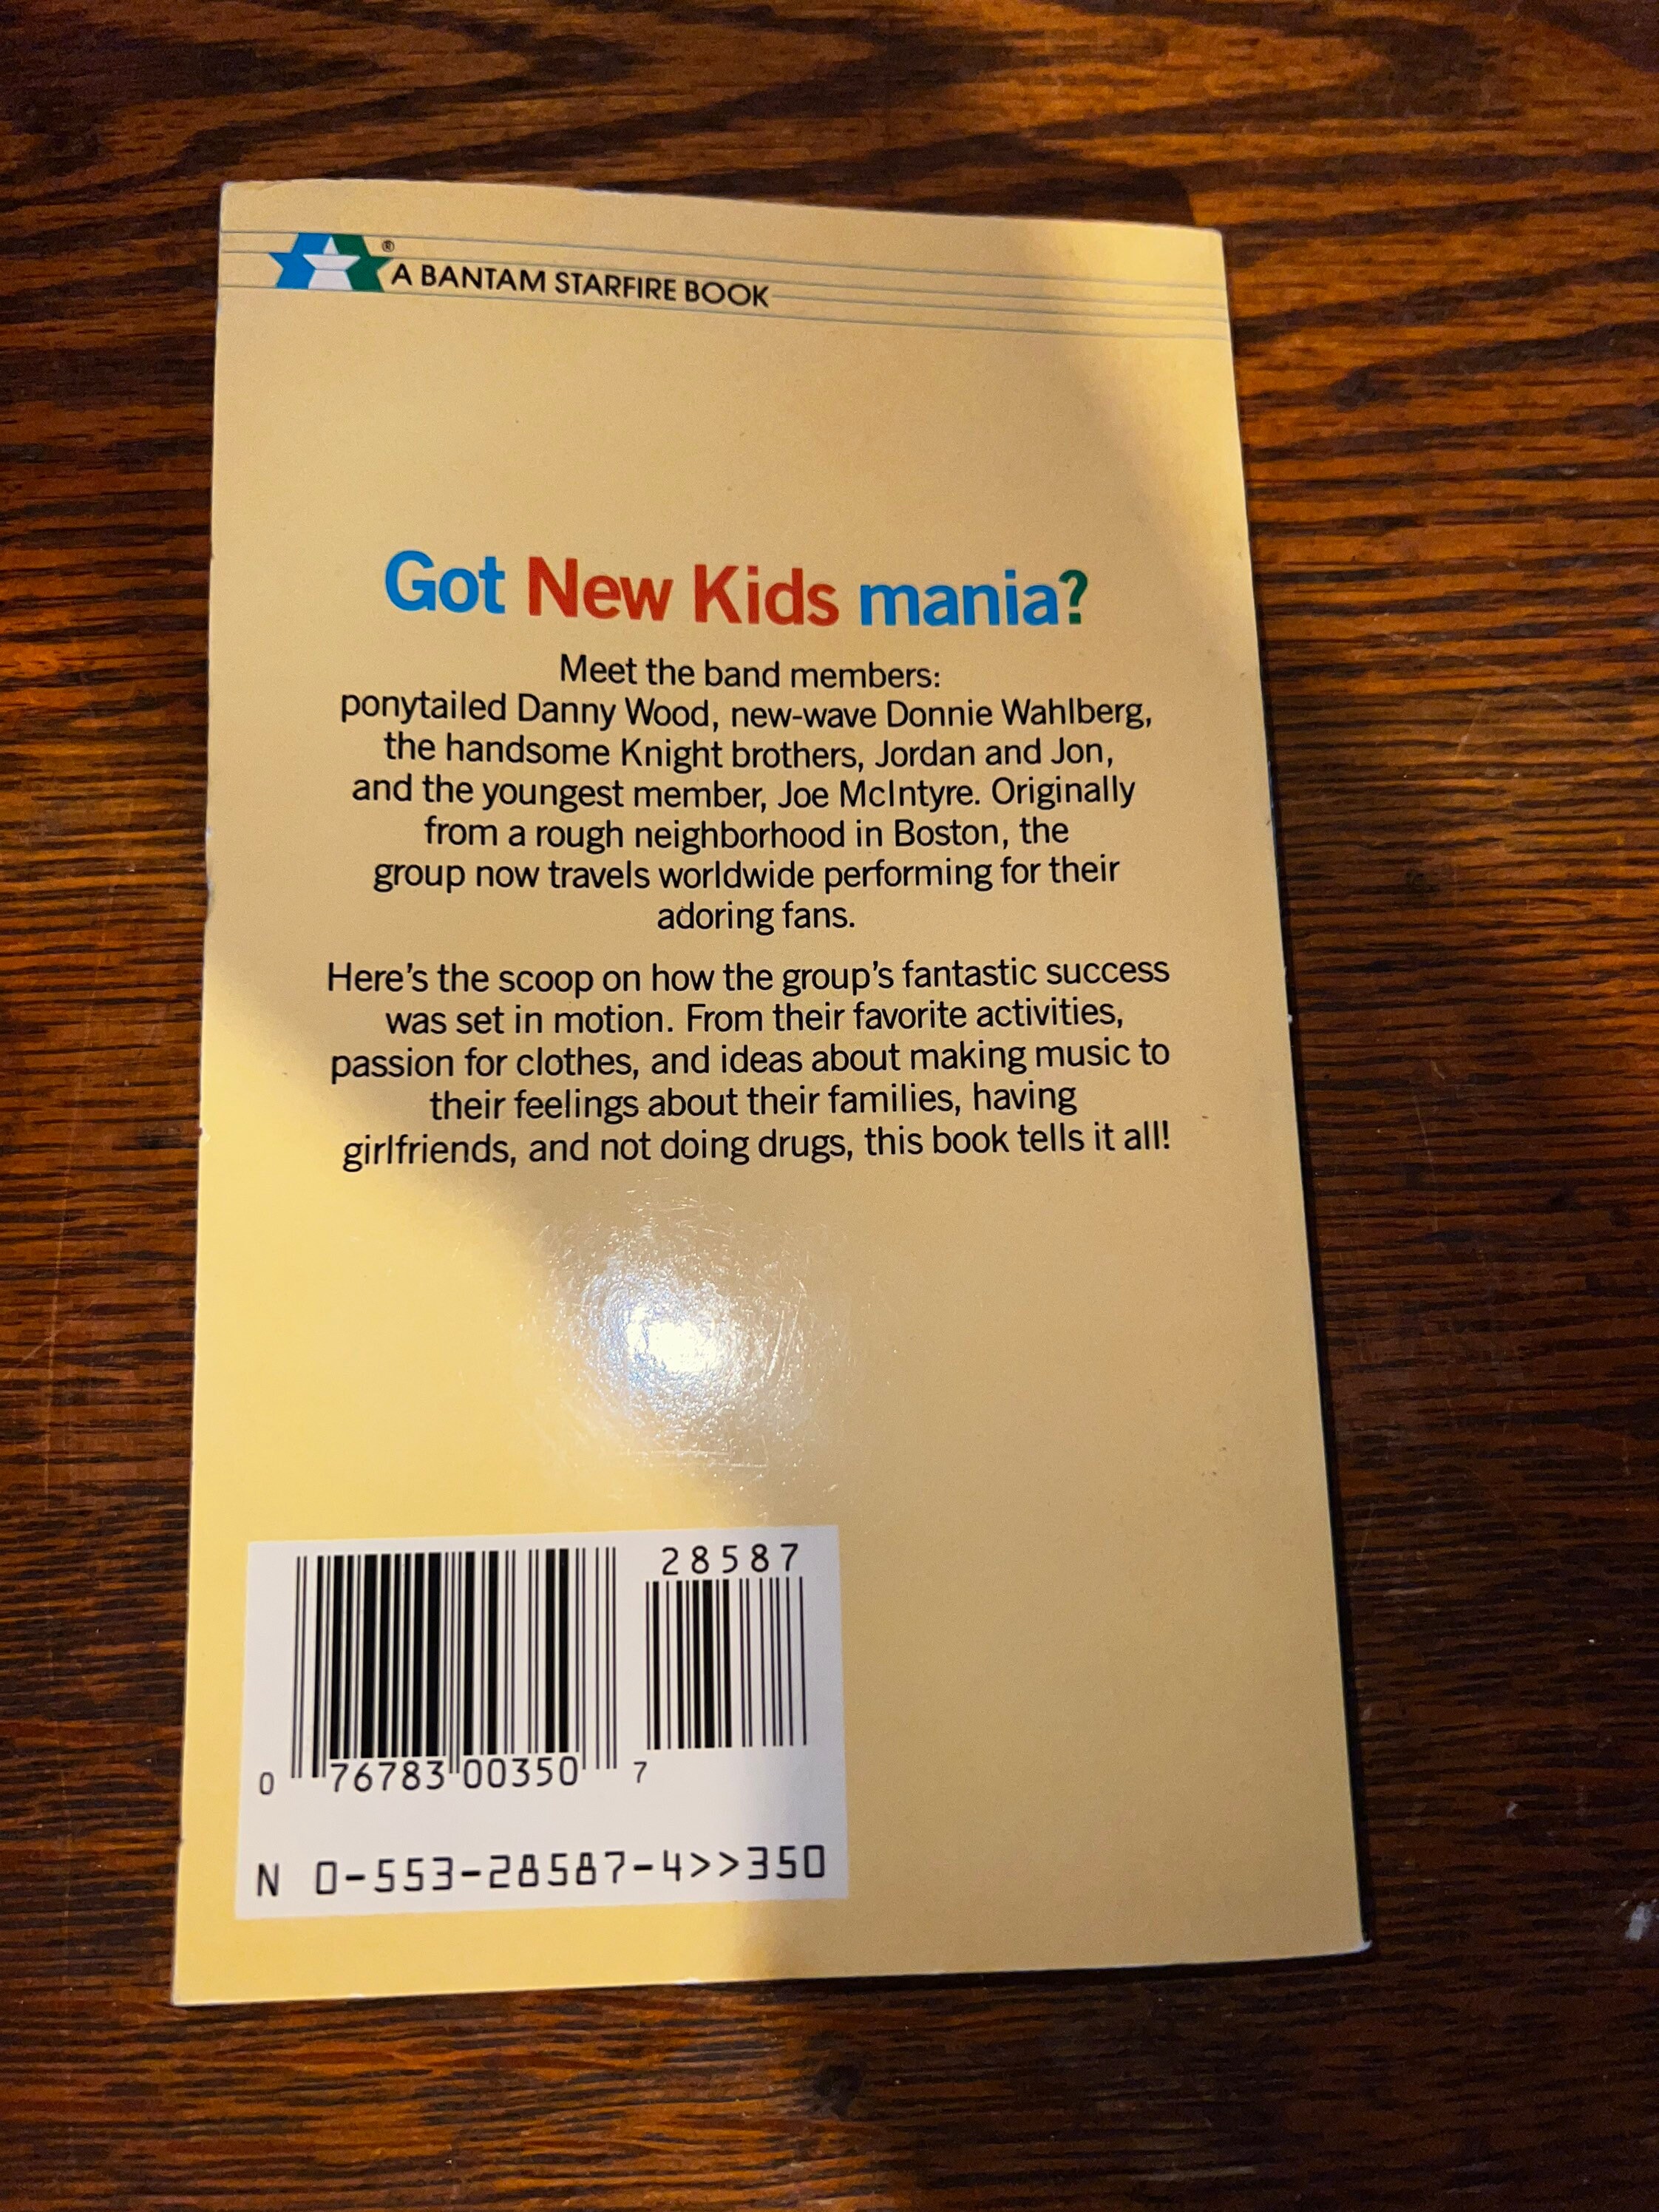 ® A BANTAM STARFIRE BOOK
Got New Kids mania?
Meet the band members:
ponytailed Danny Wood, new-wave Donnie Wahlberg,
the handsome Knight brothers, Jordan and Jon,
and the youngest member, Joe McIntyre. Originally
from a rough neighborhood in Boston, the
group now travels worldwide performing for their
adoring fans.
Here’s the scoop on how the group’s fantastic success
was set in motion. From their favorite activities,
passion for clothes, and ideas about making music to
their feelings about their families, having
girlfriends, and not doing drugs, this book tells it all!
28587
0 76783 00350 7
N 0-553-28587-4>>350